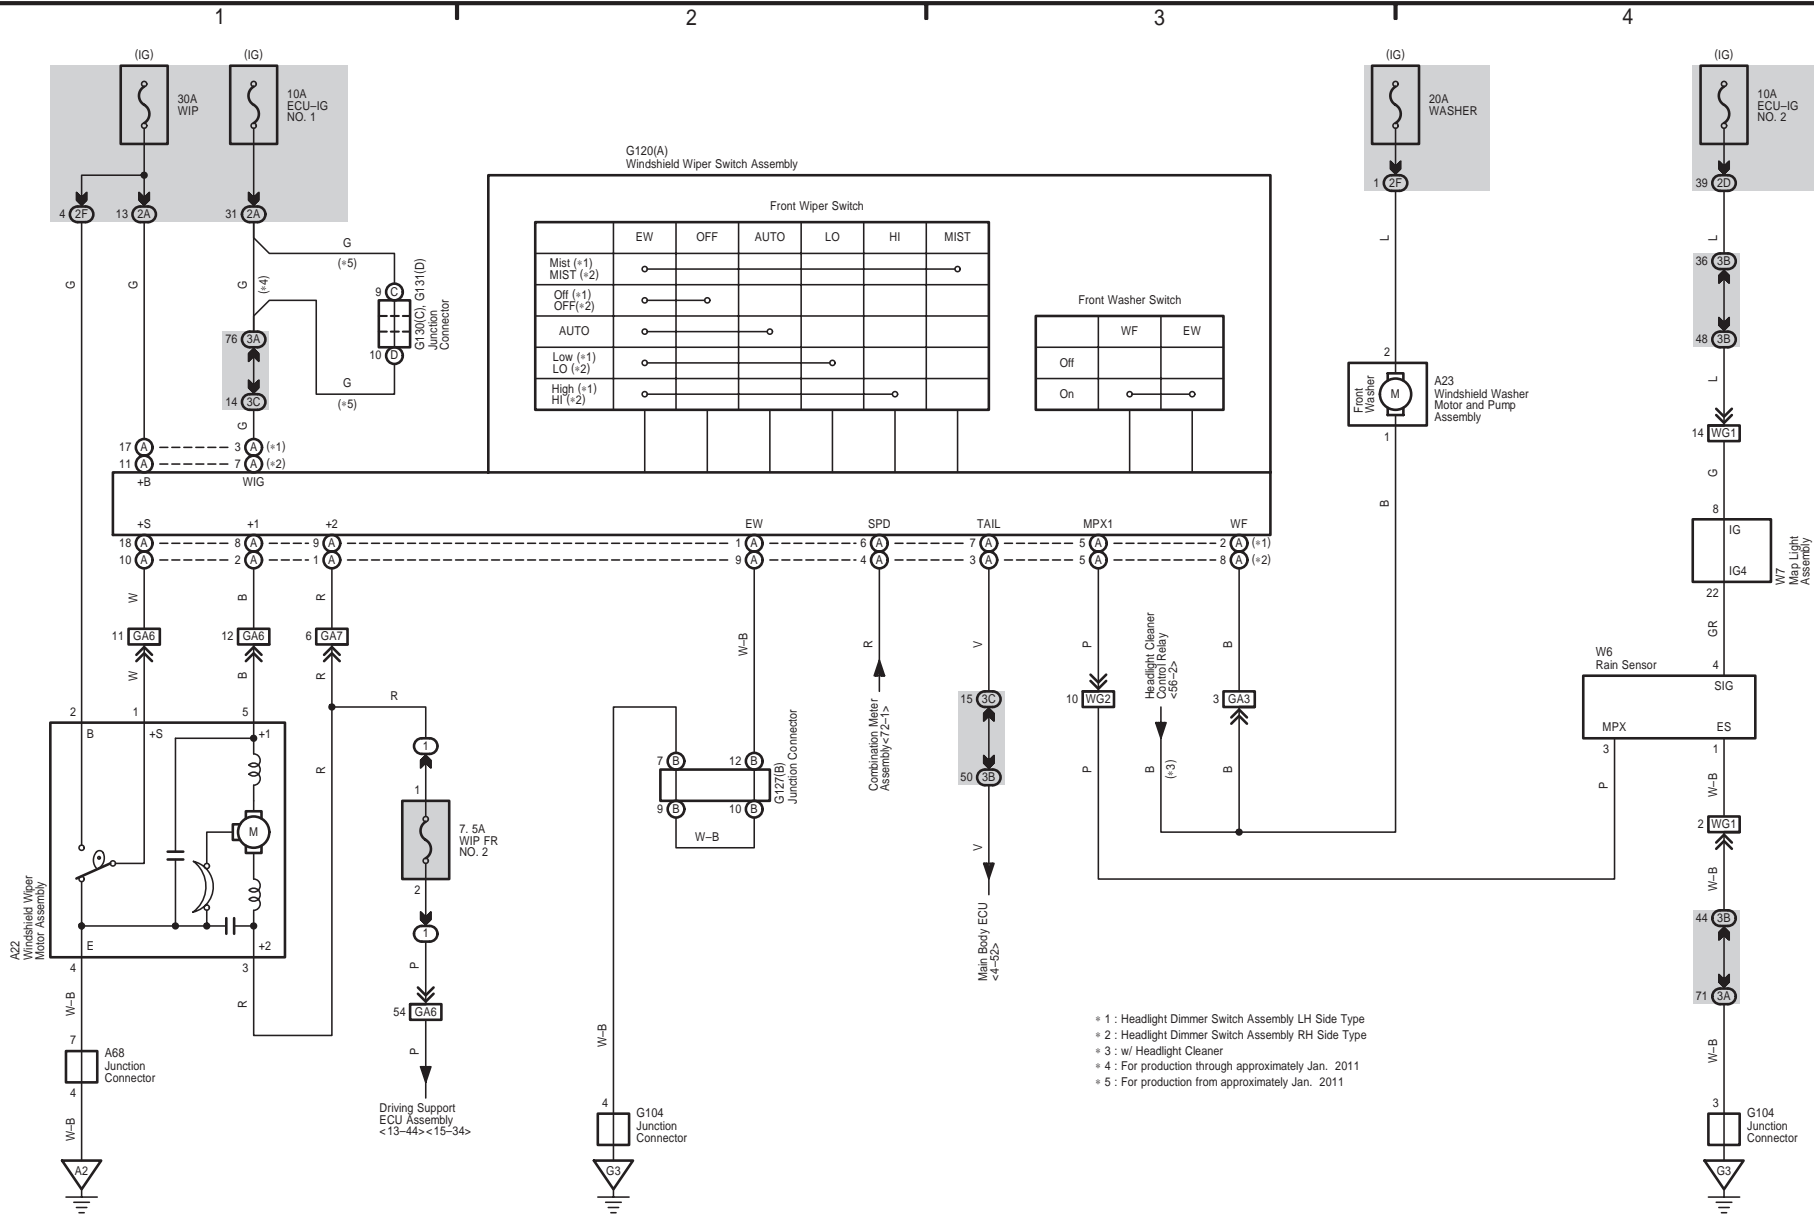 1
2
3
4
(IG)
(IG)
(IG)
(IG)
30A
WIP
10A
ECU–IG
NO. 1
20A
WASHER
10A
ECU–IG
NO. 2
4 2F
13 2A
31 2A
1 2F
39 2D
G120(A)
Windshield Wiper Switch Assembly
Front Wiper Switch
EW OFF AUTO LO HI MIST
Mist (∗1)
MIST (∗2)
Off (∗1)
OFF(∗2)
AUTO
Low (∗1)
LO (∗2)
High (∗1)
HI (∗2)
Front Washer Switch
WF EW
Off
On
G
G
G
(∗4)
G
(∗5)
9 C
10 D
G130(C), G131(D)
Junction
Connector
G
(∗5)
76 3A
14 3C
G
17 A 3 A (∗1)
11 A 7 A (∗2)
+B WIG
+S +1 +2 EW SPD TAIL MPX1 WF
18 A 8 A 9 A 1 A 6 A 7 A 5 A 2 A (∗1)
10 A 2 A 1 A 9 A 4 A 3 A 5 A 8 A (∗2)
L
2
Front
Washer
M
A23
Windshield Washer
Motor and Pump
Assembly
1
B
L
36 3B
48 3B
L
14 WG1
G
8
IG
IG4
W7
Map Light
Assembly
22
GR
W6
Rain Sensor
4
SIG
MPX ES
3 1
P
W–B
2 WG1
W–B
44 3B
71 3A
W–B
3
G104
Junction
Connector
G3
W B R
11 GA6
12 GA6
6 GA7
W B R
R
2 1 5
B +S +1
M
E +2
A22
Windshield Wiper
Motor Assembly
4 3
W–B
R
R
7
A68
Junction
Connector
4
W–B
A2
1
1
7. 5A
WIP FR
NO. 2
2
1
P
54 GA6
P
Driving Support
ECU Assembly
<13–44><15–34>
W–B
7 B 12 B
9 B 10 B
G127(B)
Junction Connector
W–B
W–B
4
G104
Junction
Connector
G3
R
Combination Meter
Assembly<72–1>
V
15 3C
50 3B
V
Main Body ECU
<4–52>
P
10 WG2
P
Headlight Cleaner
Control Relay
<56–2>
B
(∗3)
B
3 GA3
B
∗ 1 : Headlight Dimmer Switch Assembly LH Side Type
∗ 2 : Headlight Dimmer Switch Assembly RH Side Type
∗ 3 : w/ Headlight Cleaner
∗ 4 : For production through approximately Jan. 2011
∗ 5 : For production from approximately Jan. 2011